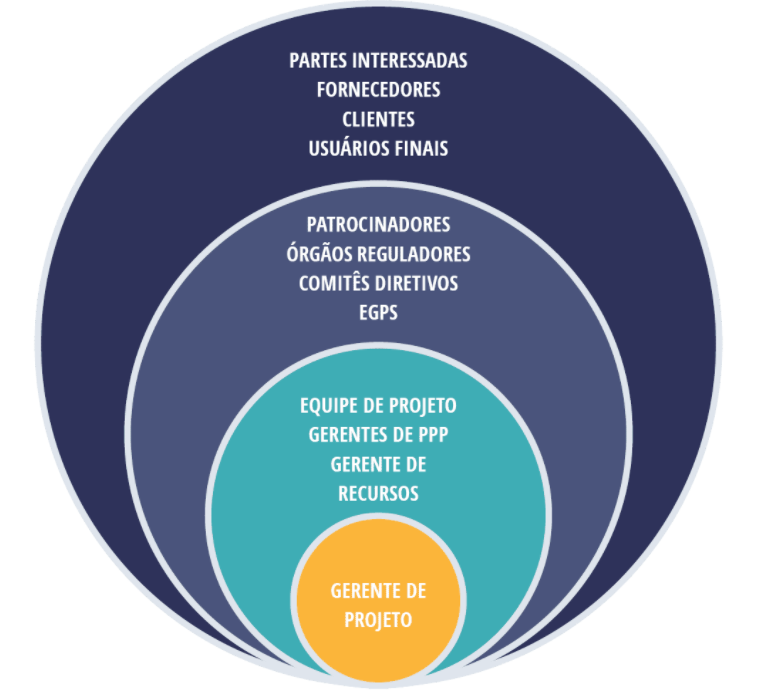 PARTES INTERESSADAS
FORNECEDORES
CLIENTES
USUÁRIOS FINAIS
PATROCINADORES
ÓRGÃOS REGULADORES
COMITÊS DIRETIVOS
EGPS
EQUIPE DE PROJETO
GERENTES DE PPP
GERENTE DE
RECURSOS
GERENTE DE
PROJETO